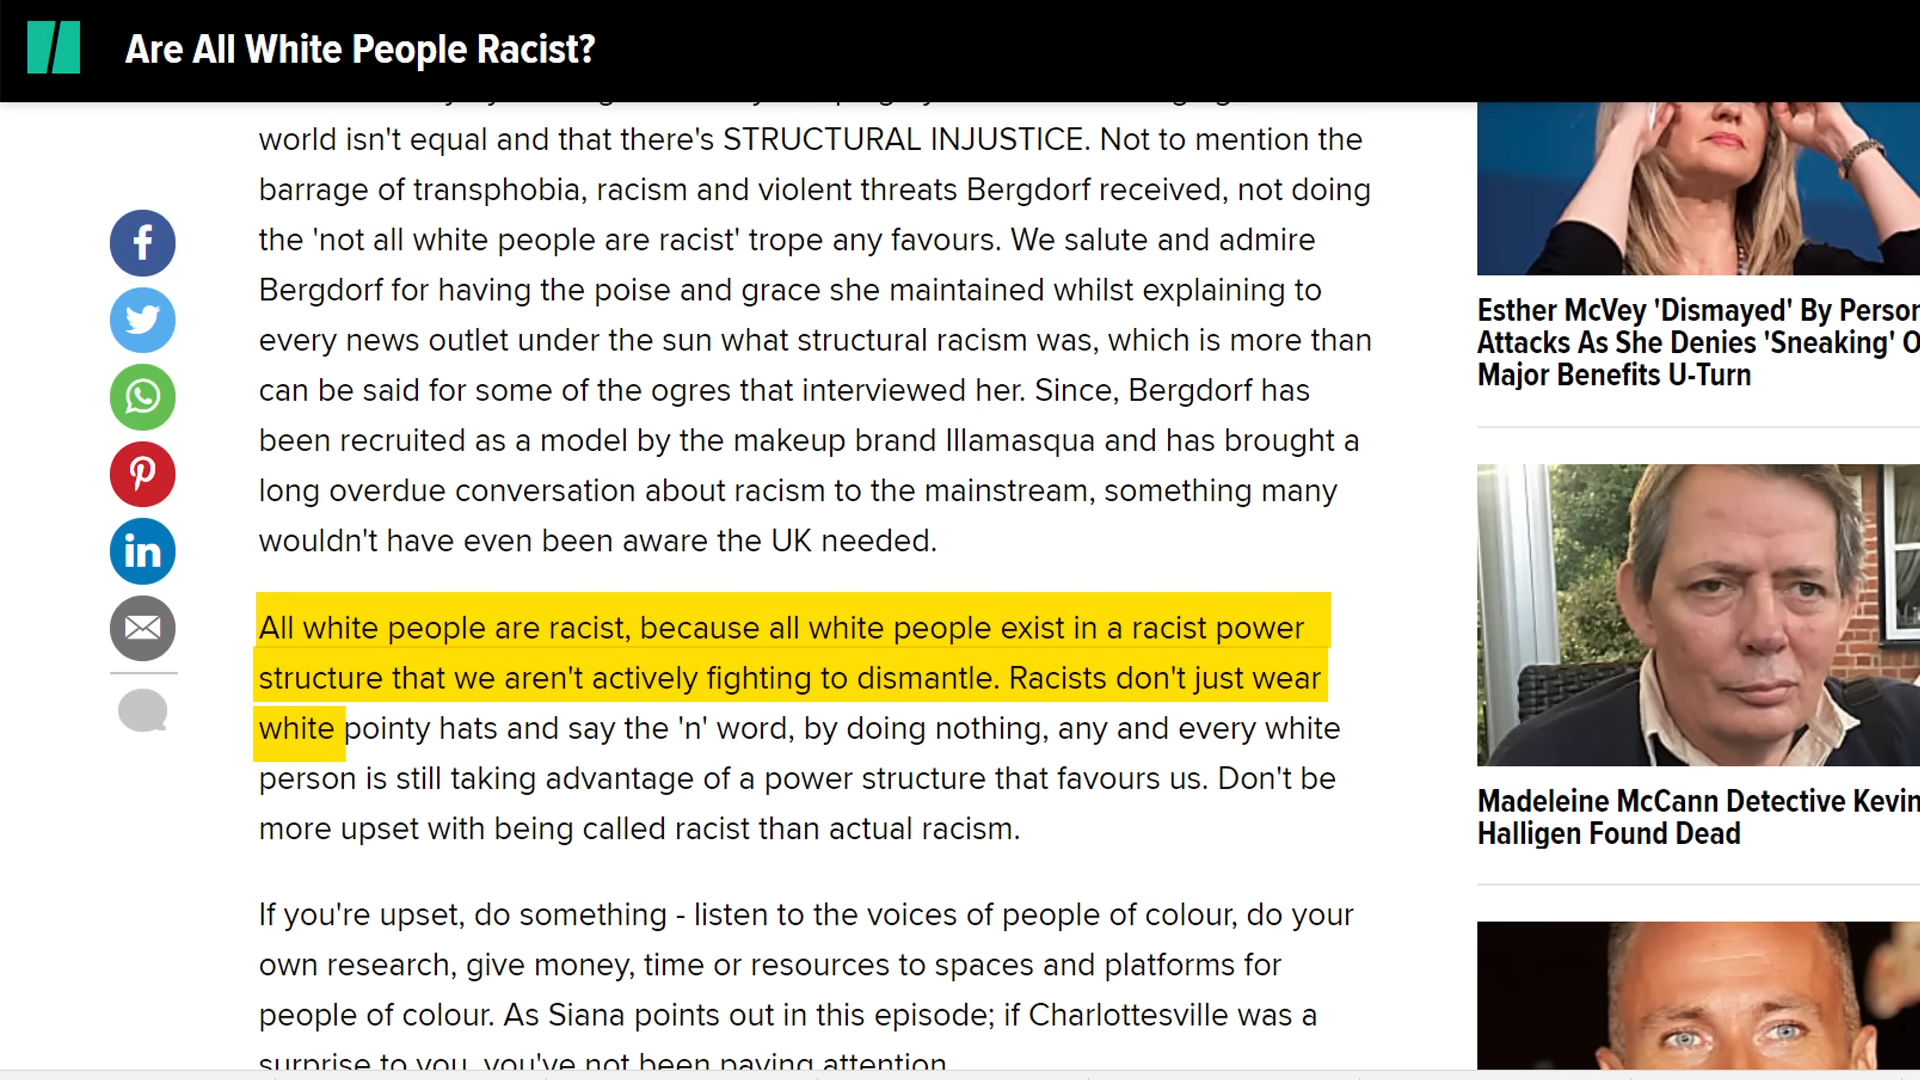 Are All White People Racist?
world isn't equal and that there's STRUCTURAL INJUSTICE. Not to mention the
barrage of transphobia, racism and violent threats Bergdorf received, not doing
the 'not all white people are racist' trope any favours. We salute and admire
Bergdorf for having the poise and grace she maintained whilst explaining to
every news outlet under the sun what structural racism was, which is more than
can be said for some of the ogres that interviewed her. Since, Bergdorf has
been recruited as a model by the makeup brand Illamasqua and has brought a
long overdue conversation about racism to the mainstream, something many
wouldn't have even been aware the UK needed.
All white people are racist, because all white people exist in a racist power
structure that we aren't actively fighting to dismantle. Racists don't just wear
white pointy hats and say the 'n' word, by doing nothing, any and every white
person is still taking advantage of a power structure that favours us. Don't be
more upset with being called racist than actual racism.
If you're upset, do something - listen to the voices of people of colour, do your
own research, give money, time or resources to spaces and platforms for
people of colour. As Siana points out in this episode; if Charlottesville was a
surprise to you, you've not been paying attention.
Esther McVey 'Dismayed' By Person
Attacks As She Denies 'Sneaking' O
Major Benefits U-Turn
Madeleine McCann Detective Kevin
Halligen Found Dead